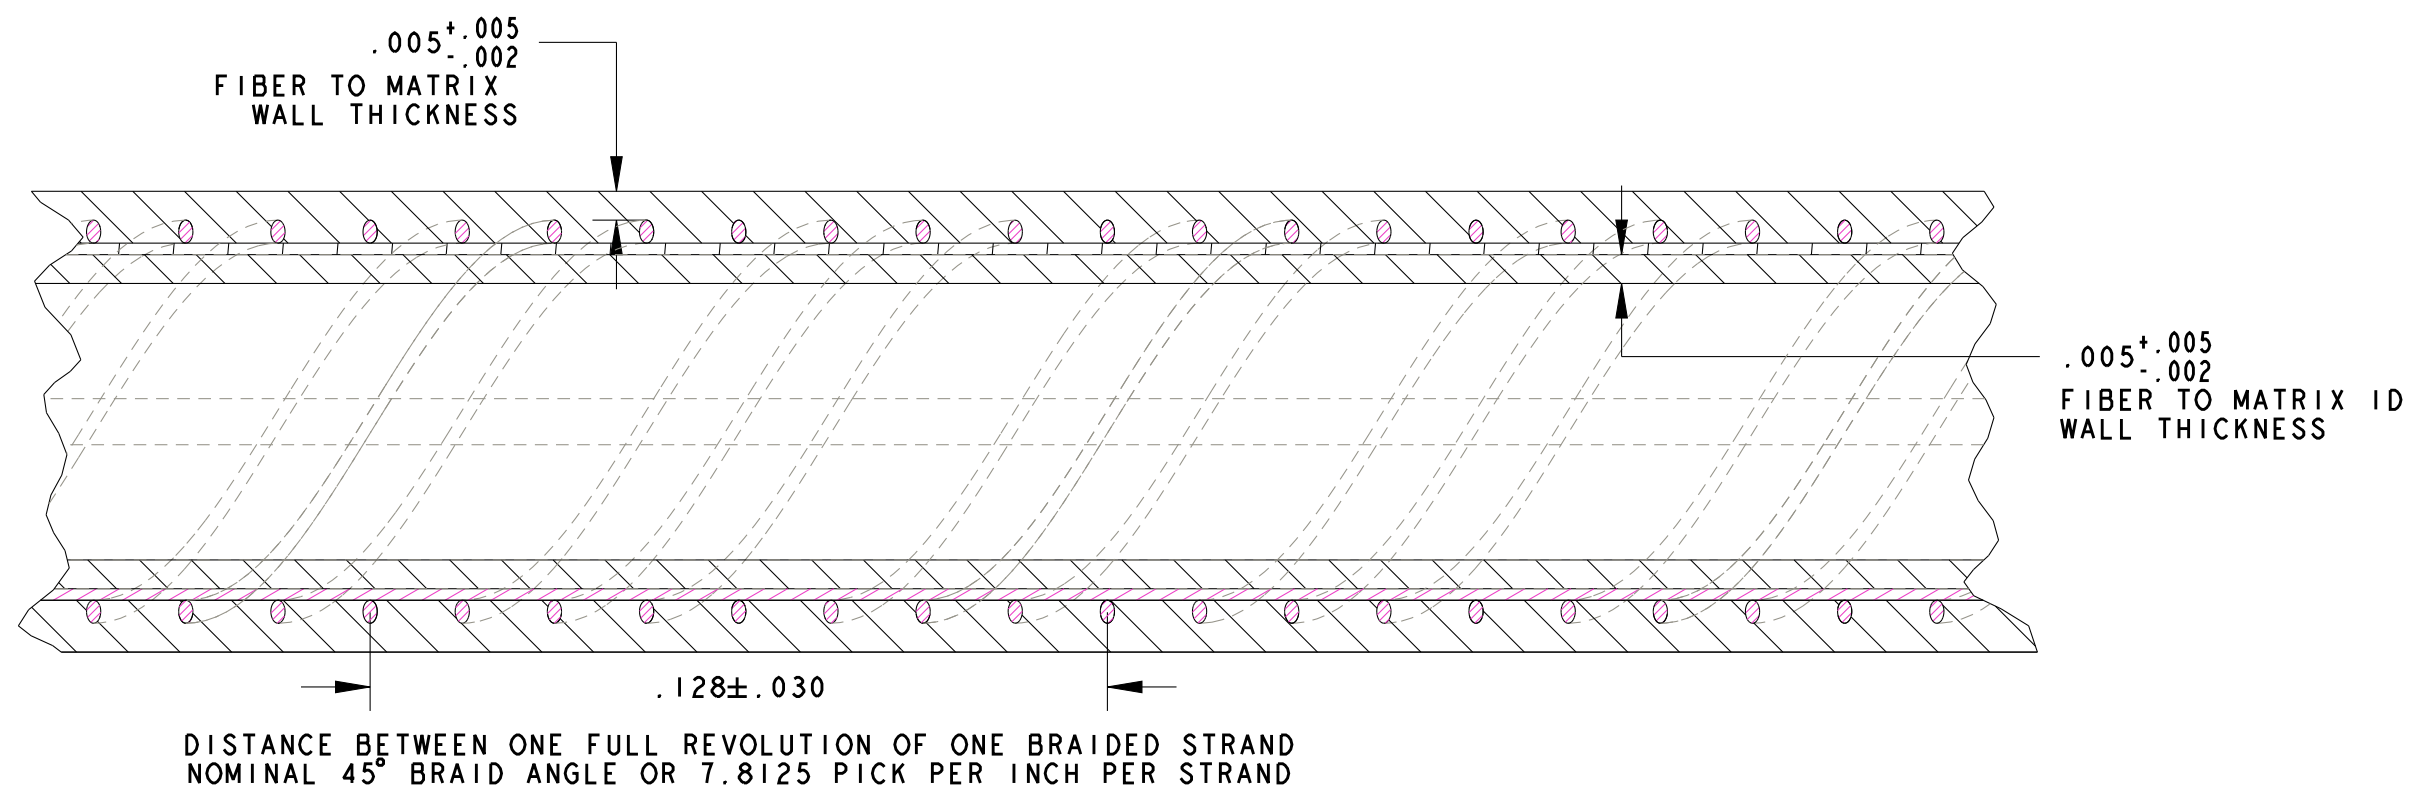 .005 +.005
-.002
FIBER TO MATRIX
WALL THICKNESS
.005 +.005
-.002
FIBER TO MATRIX ID
WALL THICKNESS
.128±.030
DISTANCE BETWEEN ONE FULL REVOLUTION OF ONE BRAIDED STRAND
NOMINAL 45° BRAID ANGLE OR 7.8125 PICK PER INCH PER STRAND